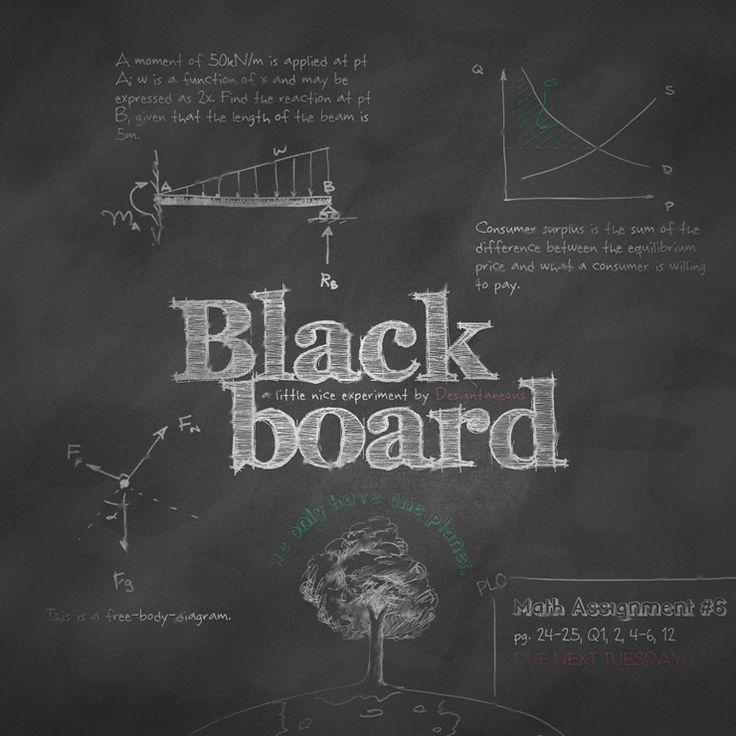 A moment of 50kN/m is applied at pt
A; w is a function of x and may be
expressed as 2x. Find the reaction at pt
B, given that the length of the beam is
5m.
w
A
B
MA
RB
Q
CS
S
D
P
Consumer surplus is the sum of the
difference between the equilibrium
price and what a consumer is willing
to pay.
Black
a little nice experiment by Designtaneous
board
FN
Ff
α
Fg
This is a free-body-diagram.
we only have one planet
PLO
Math Assignment #6
pg. 24-25, Q1, 2, 4-6, 12
DUE NEXT TUESDAY!